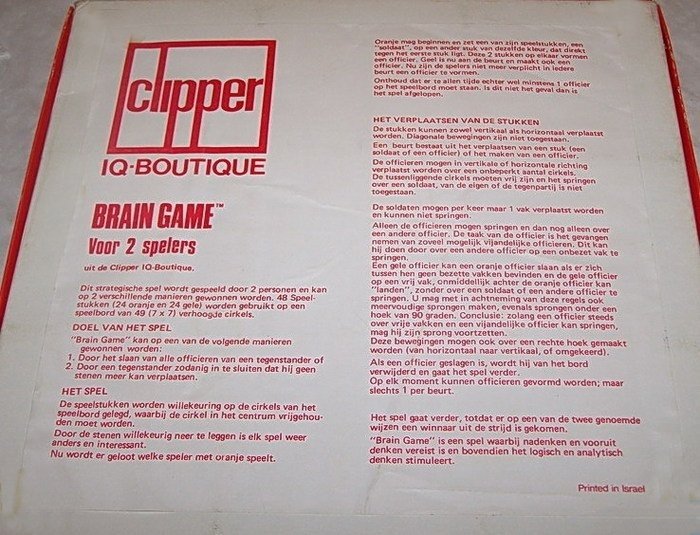 clipper
IQ-BOUTIQUE
BRAIN GAME™
Voor 2 spelers
uit de Clipper IQ-Boutique.
Dit strategische spel wordt gespeeld door 2 personen en kan
op 2 verschillende manieren gewonnen worden. 48 Speel-
stukken (24 oranje en 24 gele) worden gebruikt op een
speelbord van 49 (7 x 7) verhoogde cirkels.
DOEL VAN HET SPEL
"Brain Game" kan op een van de volgende manieren
gewonnen worden:
1. Door het slaan van alle officieren van een tegenstander of
2. Door een tegenstander zodanig in te sluiten dat hij geen
stenen meer kan verplaatsen.
HET SPEL
De speelstukken worden willekeuring op de cirkels van het
speelbord gelegd, waarbij de cirkel in het centrum vrijgehou-
den moet worden.
Door de stenen willekeurig neer te leggen is elk spel weer
anders en interessant.
Nu wordt er geloot welke speler met oranje speelt.
Oranje mag beginnen en zet een van zijn speelstukken, een
"soldaat", op een ander stuk van dezelfde kleur, dat direkt
tegen het eerste stuk ligt. Deze 2 stukken op elkaar vormen
een officier. Geel is nu aan de beurt en maakt ook een
officier. Nu zijn de spelers niet meer verplicht in iedere
beurt een officier te vormen.
Onthoud dat er te allen tijde echter wel minstens 1 officier
op het speelbord moet staan. Is dit niet het geval dan is
het spel afgelopen.
HET VERPLAATSEN VAN DE STUKKEN
De stukken kunnen zowel vertikaal als horizontaal verplaatst
worden. Diagonale bewegingen zijn niet toegestaan.
Een beurt bestaat uit het verplaatsen van een stuk (een
soldaat of een officier) of het maken van een officier.
De officieren mogen in vertikale of horizontale richting
verplaatst worden over een onbeperkt aantal cirkels.
De tussenliggende cirkels moeten vrij zijn en het springen
over een soldaat, van de eigen of de tegenpartij is niet
toegestaan.
De soldaten mogen per keer maar 1 vak verplaatst worden
en kunnen niet springen.
Alleen de officieren mogen springen en dan nog alleen over
een andere officier. De taak van de officier is het gevangen
nemen van zoveel mogelijk vijandelijke officieren. Dit kan
hij doen door over een andere officier op een onbezet vak te
springen.
Een gele officier kan een oranje officier slaan als er zich
tussen hen geen bezette vakken bevinden en de gele officier
op een vrij vak, onmiddellijk achter de oranje officier kan
"landen", zonder over een soldaat of een andere officier te
springen. U mag met in achtneming van deze regels ook
meervoudige sprongen maken, evenals sprongen onder een
hoek van 90 graden. Conclusie: zolang een officier steeds
over vrije vakken en een vijandelijke officier kan springen,
mag hij zijn sprong voortzetten.
Deze bewegingen mogen ook over een rechte hoek gemaakt
worden (van horizontaal naar vertikaal, of omgekeerd).
Als een officier geslagen is, wordt hij van het bord
verwijderd en gaat het spel verder.
Op elk moment kunnen officieren gevormd worden; maar
slechts 1 per beurt.
Het spel gaat verder, totdat er op een van de twee genoemde
wijzen een winnaar uit de strijd is gekomen.
"Brain Game" is een spel waarbij nadenken en vooruit
denken vereist is en bovendien het logisch en analytisch
denken stimuleert.
Printed in Israel